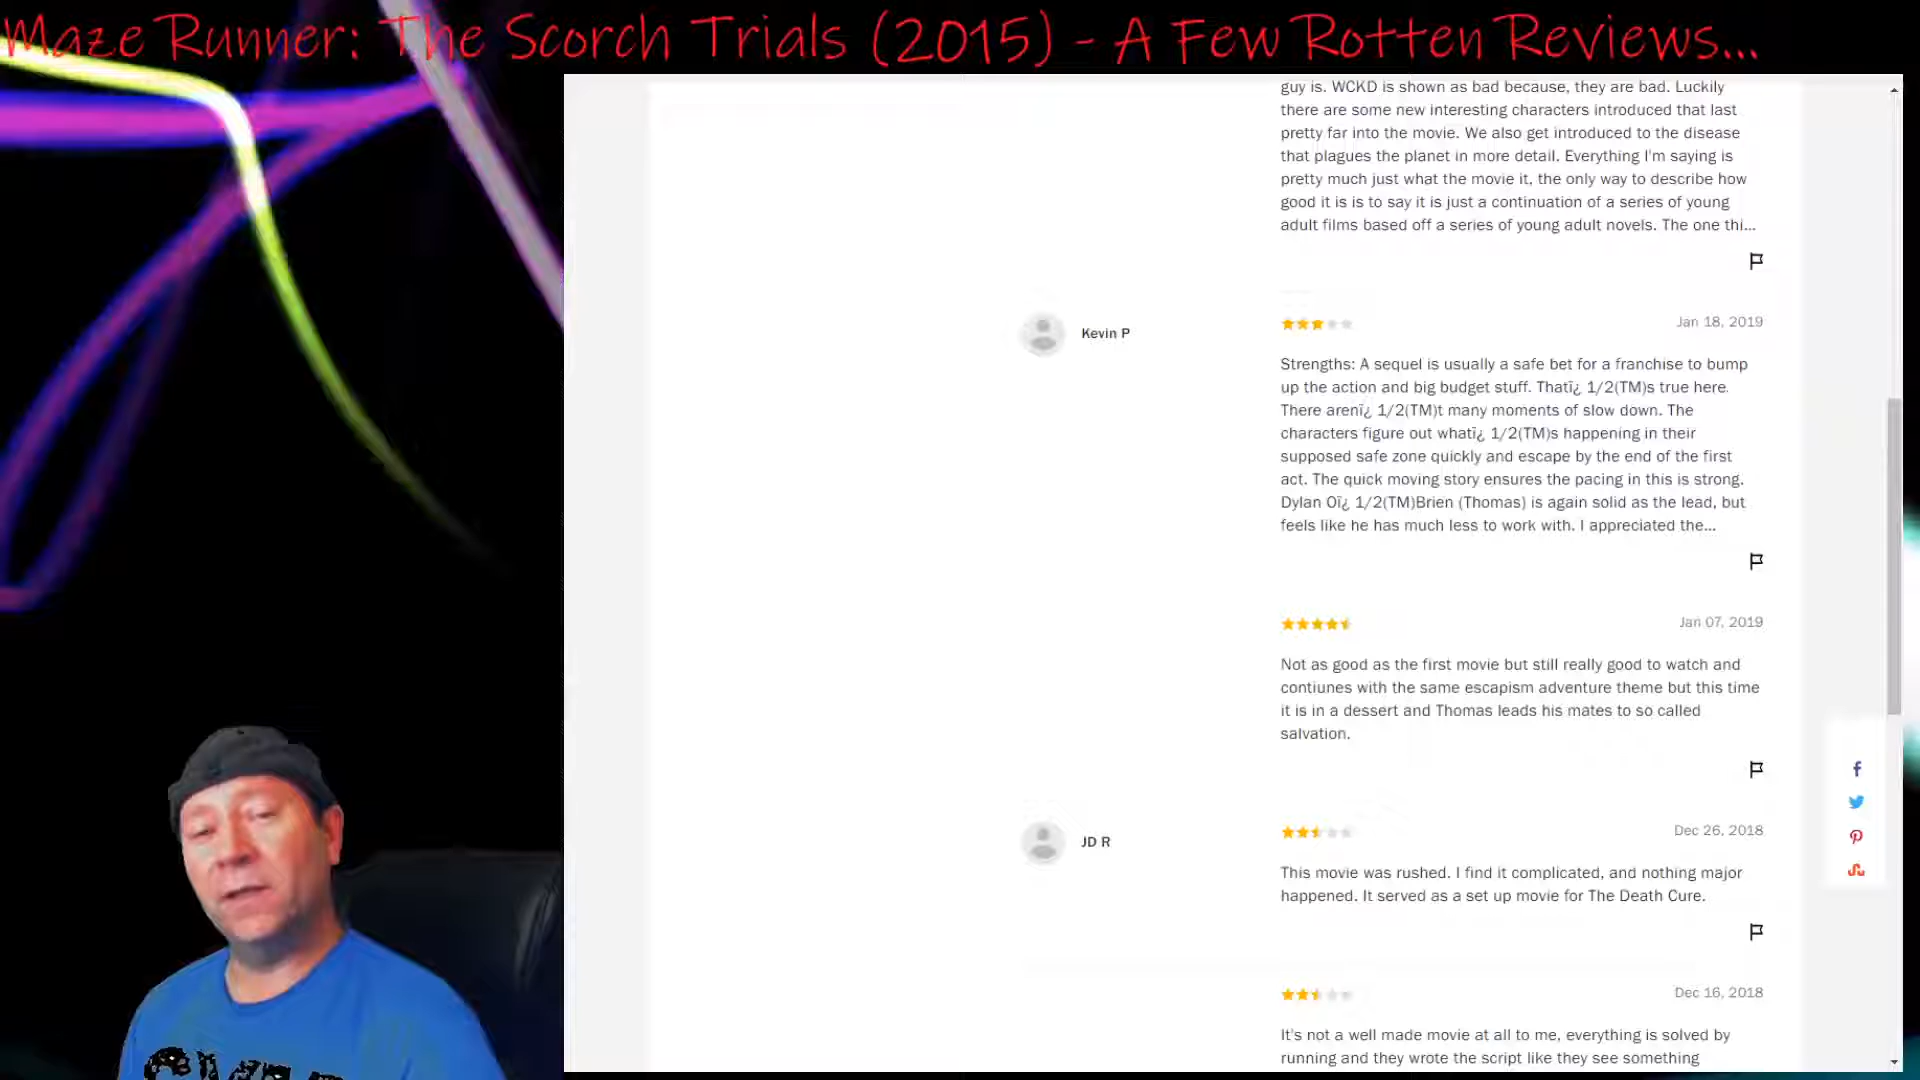 Maze Runner: The Scorch Trials (2015) - A Few Rotten Reviews...
guy is. WCKD is shown as bad because, they are bad. Luckily
there are some new interesting characters introduced that last
pretty far into the movie. We also get introduced to the disease
that plagues the planet in more detail. Everything I'm saying is
pretty much just what the movie it, the only way to describe how
good it is is to say it is just a continuation of a series of young
adult films based off a series of young adult novels. The one thi...
Kevin P
Jan 18, 2019
Strengths: A sequel is usually a safe bet for a franchise to bump
up the action and big budget stuff. Thatï¿ 1/2(TM)s true here.
There arenï¿ 1/2(TM)t many moments of slow down. The
characters figure out whatï¿ 1/2(TM)s happening in their
supposed safe zone quickly and escape by the end of the first
act. The quick moving story ensures the pacing in this is strong.
Dylan Oï¿ 1/2(TM)Brien (Thomas) is again solid as the lead, but
feels like he has much less to work with. I appreciated the...
Jan 07, 2019
Not as good as the first movie but still really good to watch and
contiunes with the same escapism adventure theme but this time
it is in a dessert and Thomas leads his mates to so called
salvation.
JD R
Dec 26, 2018
This movie was rushed. I find it complicated, and nothing major
happened. It served as a set up movie for The Death Cure.
Dec 16, 2018
It's not a well made movie at all to me, everything is solved by
running and they wrote the script like they see something